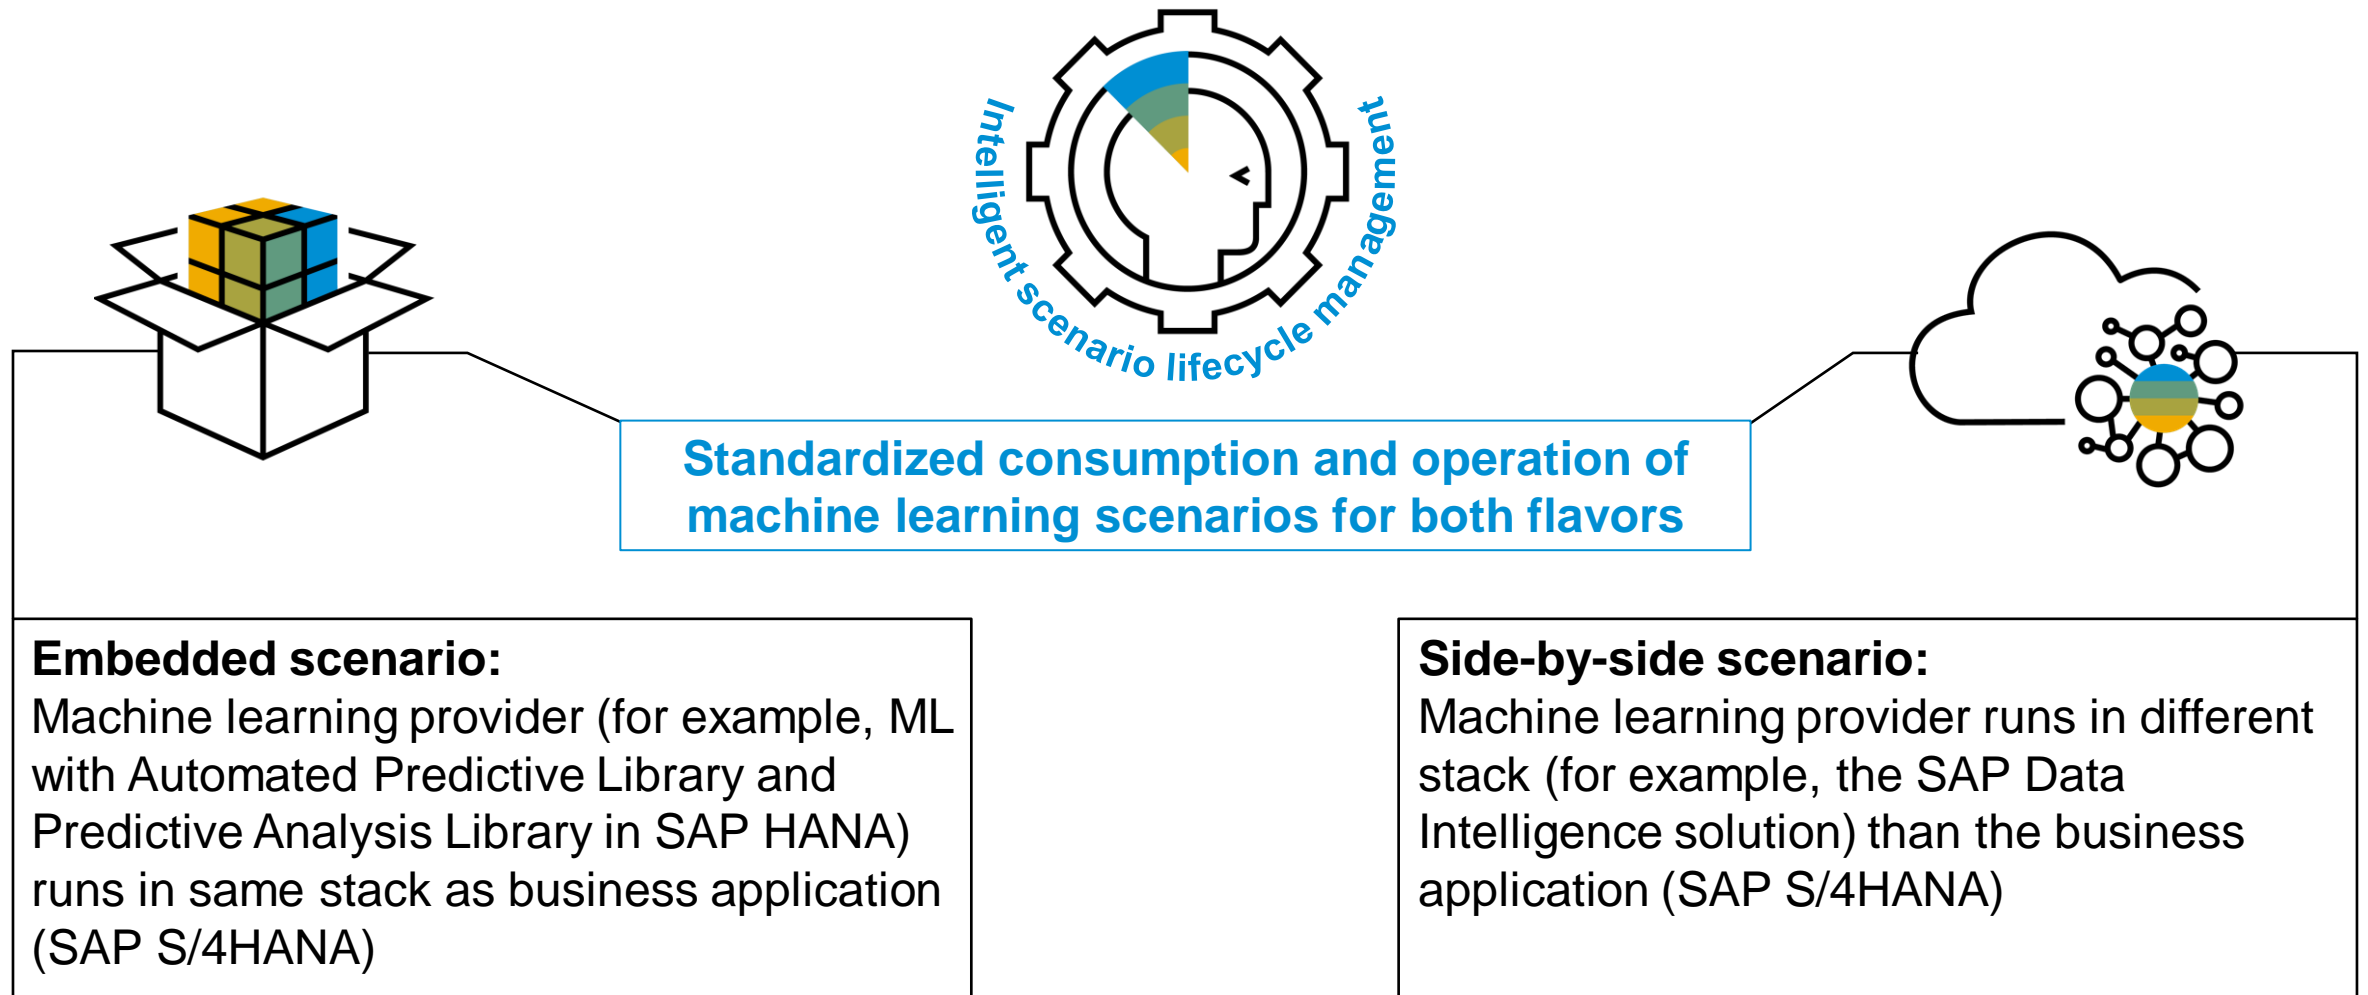 Intelligent scenario lifecycle management
Standardized consumption and operation of
machine learning scenarios for both flavors
Embedded scenario:
Machine learning provider (for example, ML
with Automated Predictive Library and
Predictive Analysis Library in SAP HANA)
runs in same stack as business application
(SAP S/4HANA)
Side-by-side scenario:
Machine learning provider runs in different
stack (for example, the SAP Data
Intelligence solution) than the business
application (SAP S/4HANA)